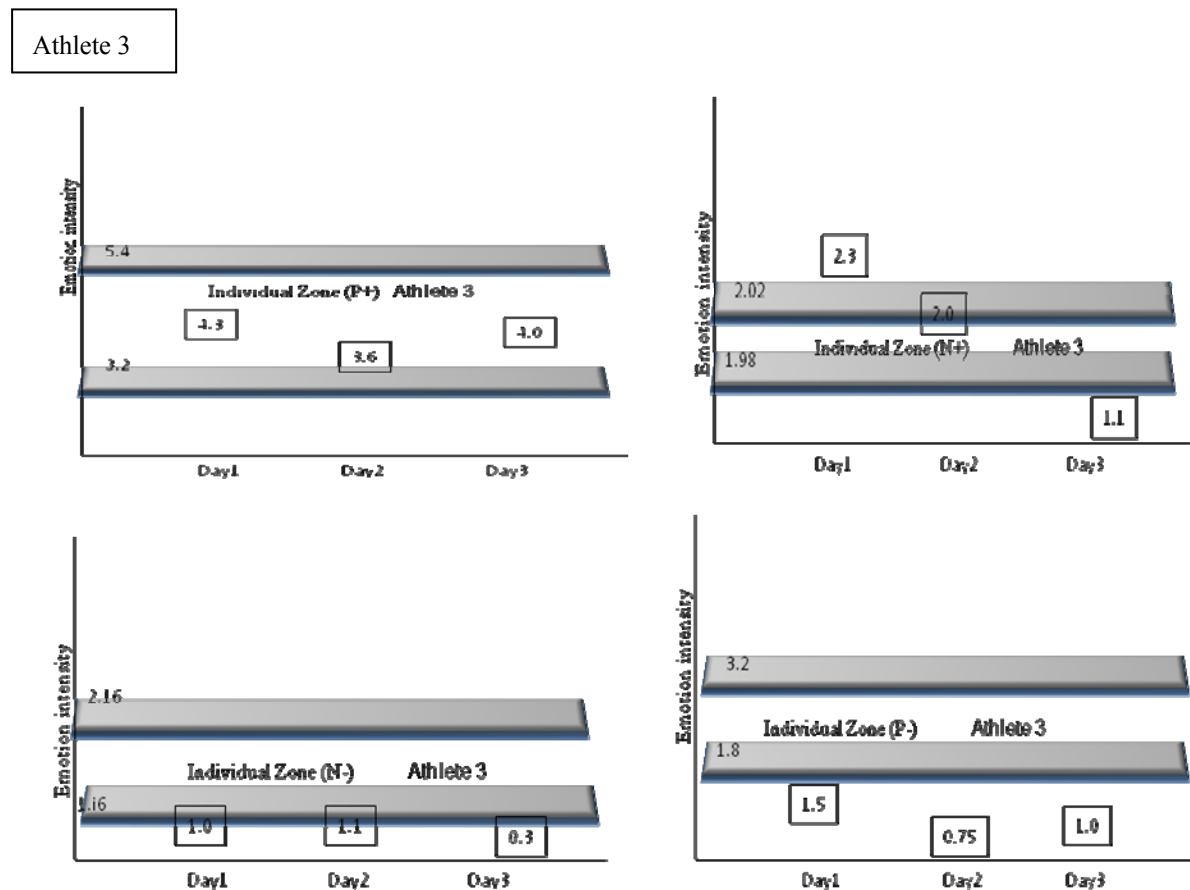 Athlete 3
Emotion intensity
5.4
Individual Zone (P+) Athlete 3
4.3
3.6
4.0
3.2
Day1 Day2 Day3
Emotion intensity
2.3
2.02
2.0
Individual Zone (N+) Athlete 3
1.98
1.1
Day1 Day2 Day3
Emotion intensity
2.16
Individual Zone (N-) Athlete 3
1.16
1.0 1.1 0.3
Day1 Day2 Day3
Emotion intensity
3.2
Individual Zone (P-) Athlete 3
1.8
1.5
0.75
1.0
Day1 Day2 Day3